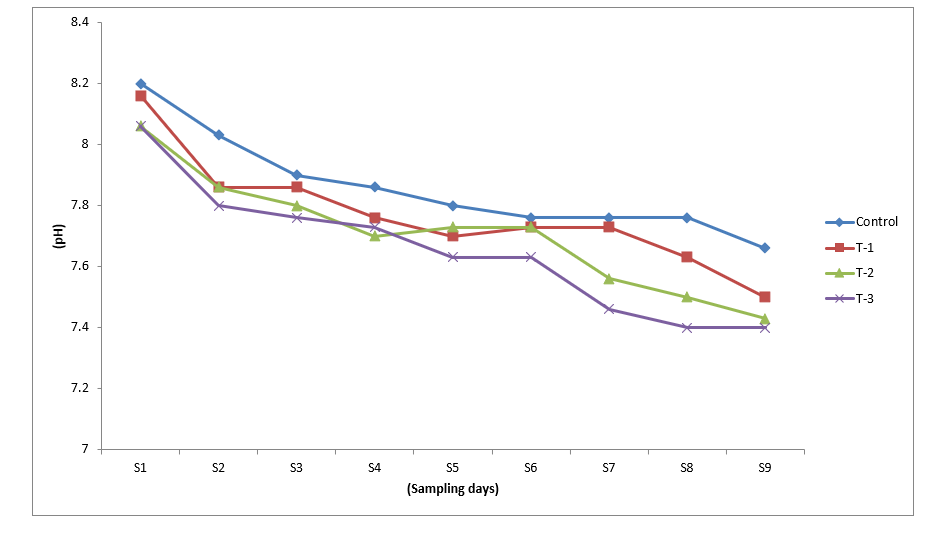 8.4
8.2
8
7.8
7.6
7.4
7.2
7
(pH)
S1 S2 S3 S4 S5 S6 S7 S8 S9
(Sampling days)
Control
T-1
T-2
T-3